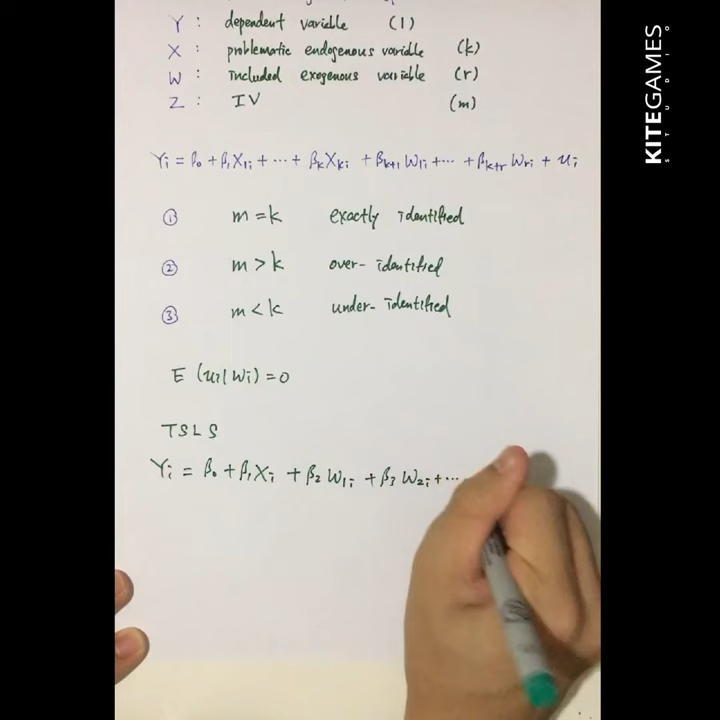 Y : dependent variable (1)
X : problematic endogenous variable (k)
W : included exogenous variable (r)
Z : IV (m)
Yi = β0 + β1X1i + ... + βkXki + βk+1W1i + ... + βk+rWri + ui
① m = k exactly identified
② m > k over-identified
③ m < k under-identified
E (ui|Wi) = 0
TSLS
Yi = β0 + β1Xi + β2W1i + β3W2i + ...
KITEGAMES
STUDIO